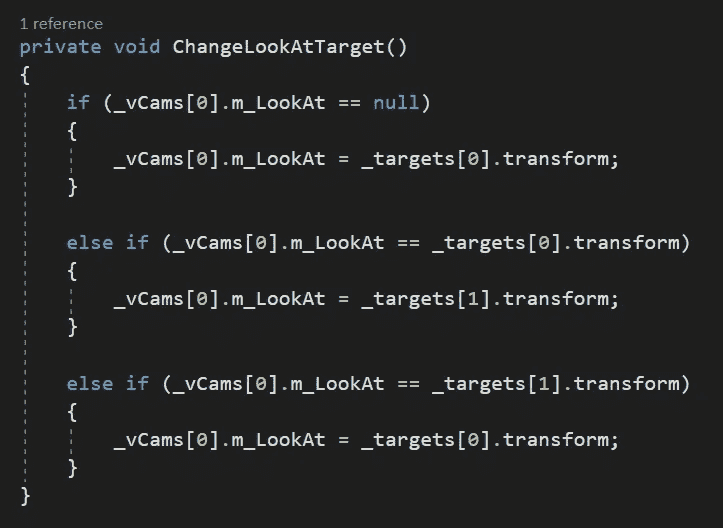 1 reference
private void ChangeLookAtTarget()
{
if (_vCams[0].m_LookAt == null)
{
_vCams[0].m_LookAt = _targets[0].transform;
}
else if (_vCams[0].m_LookAt == _targets[0].transform)
{
_vCams[0].m_LookAt = _targets[1].transform;
}
else if (_vCams[0].m_LookAt == _targets[1].transform)
{
_vCams[0].m_LookAt = _targets[0].transform;
}
}